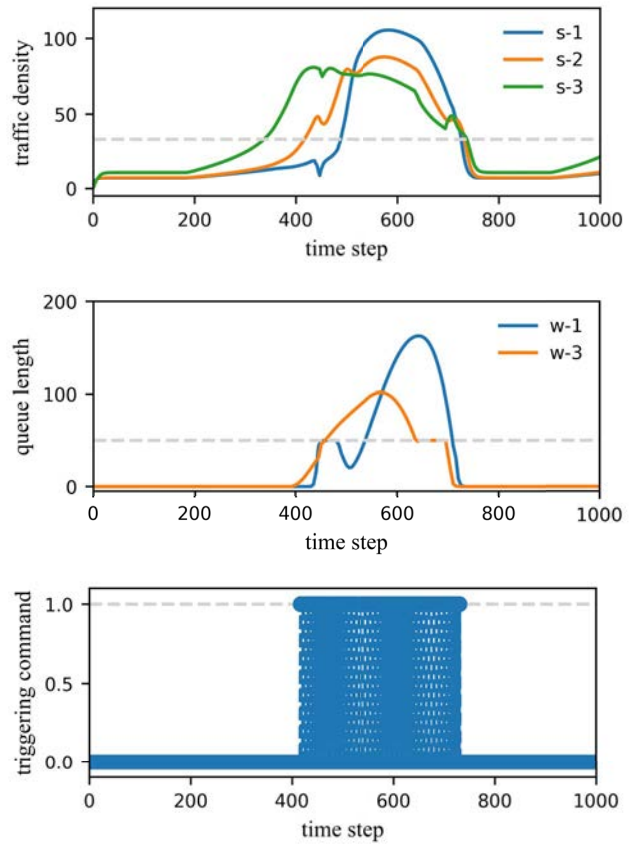 traffic density
100
50
0
s-1
s-2
s-3
0 200 400 600 800 1000
time step
queue length
200
100
0
w-1
w-3
0 200 400 600 800 1000
time step
triggering command
1.0
0.5
0.0
0 200 400 600 800 1000
time step